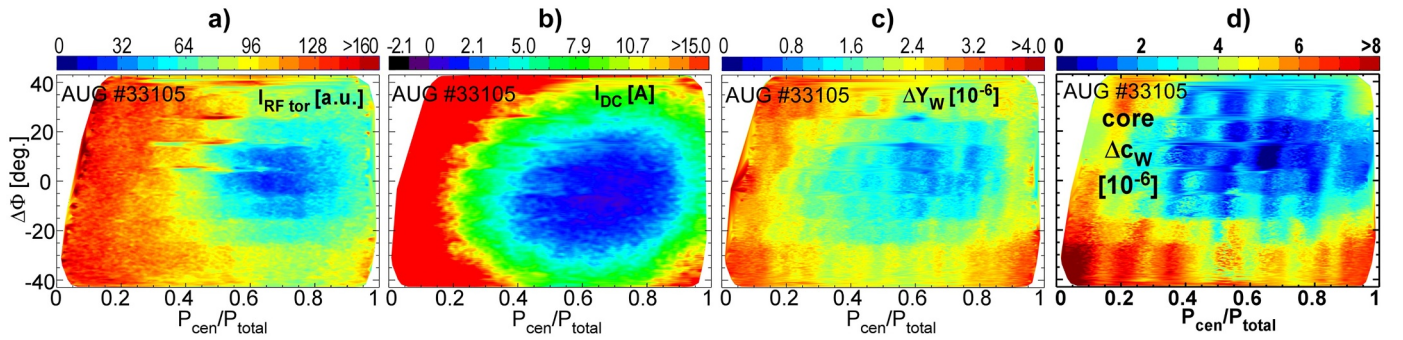 a)
0 32 64 96 128 >160
40
20
0
-20
-40
ΔΦ [deg.]
AUG #33105
I_RF tor [a.u.]
0 0.2 0.4 0.6 0.8 1
P_cen/P_total
b)
-2.1 0 2.1 5.0 7.9 10.7 >15.0
AUG #33105
I_DC [A]
0 0.2 0.4 0.6 0.8 1
P_cen/P_total
c)
0 0.8 1.6 2.4 3.2 >4.0
AUG #33105
ΔY_W [10^-6]
0 0.2 0.4 0.6 0.8 1
P_cen/P_total
d)
0 2 4 6 >8
AUG #33105
core
Δc_W
[10^-6]
0 0.2 0.4 0.6 0.8 1
P_cen/P_total